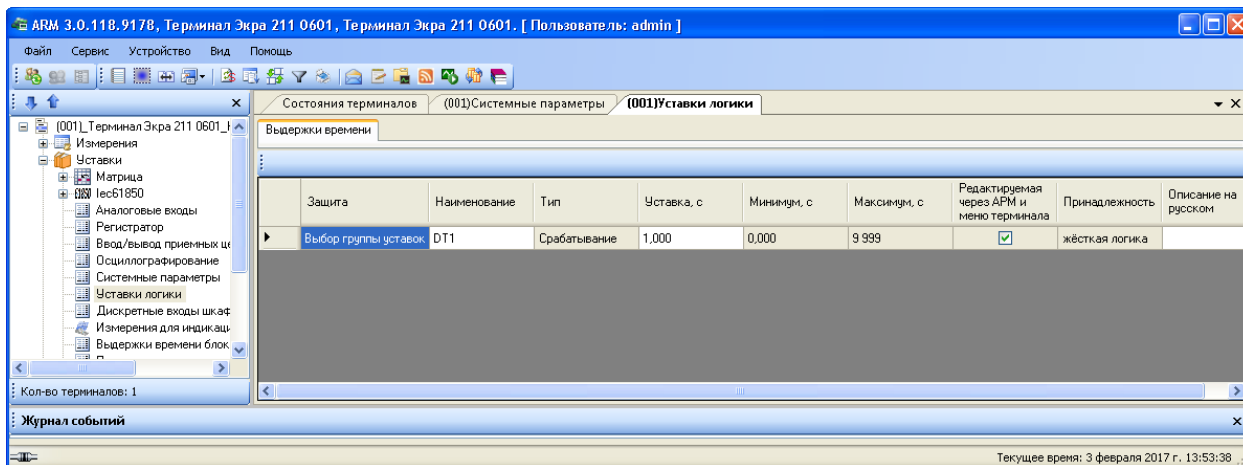 ARM 3.0.118.9178, Терминал Экра 211 0601, Терминал Экра 211 0601. [ Пользователь: admin ]
Файл Сервис Устройство Вид Помощь
Состояния терминалов (001)Системные параметры (001)Уставки логики
(001)_Терминал Экра 211 0601_
Измерения
Уставки
Матрица
Iec61850
Аналоговые входы
Регистратор
Ввод/вывод приемных це
Осциллографирование
Системные параметры
Уставки логики
Дискретные входы шкаф
Измерения для индикаци
Выдержки времени блок
Кол-во терминалов: 1
Выдержки времени
Защита Наименование Тип Уставка, с Минимум, с Максимум, с Редактируемая через АРМ и меню терминала Принадлежность Описание на русском
Выбор группы уставок DT1 Срабатывание 1,000 0,000 9 999 жёсткая логика
Журнал событий
Текущее время: 3 февраля 2017 г. 13:53:38